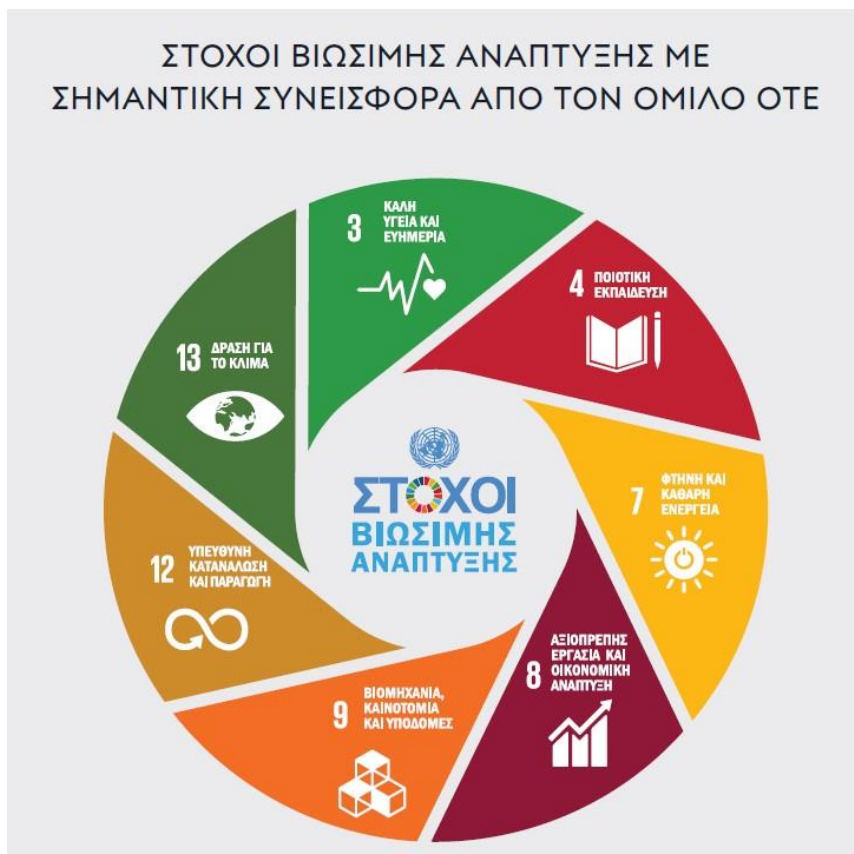 ΣΤΟΧΟΙ ΒΙΩΣΙΜΗΣ ΑΝΑΠΤΥΞΗΣ ΜΕ
ΣΗΜΑΝΤΙΚΗ ΣΥΝΕΙΣΦΟΡΑ ΑΠΟ ΤΟΝ ΟΜΙΛΟ ΟΤΕ
3 ΚΑΛΗ
ΥΓΕΙΑ ΚΑΙ
ΕΥΗΜΕΡΙΑ
4 ΠΟΙΟΤΙΚΗ
ΕΚΠΑΙΔΕΥΣΗ
7 ΦΤΗΝΗ ΚΑΙ
ΚΑΘΑΡΗ
ΕΝΕΡΓΕΙΑ
8 ΑΞΙΟΠΡΕΠΗΣ
ΕΡΓΑΣΙΑ ΚΑΙ
ΟΙΚΟΝΟΜΙΚΗ
ΑΝΑΠΤΥΞΗ
9 ΒΙΟΜΗΧΑΝΙΑ,
ΚΑΙΝΟΤΟΜΙΑ
ΚΑΙ ΥΠΟΔΟΜΕΣ
12 ΥΠΕΥΘΥΝΗ
ΚΑΤΑΝΑΛΩΣΗ
ΚΑΙ ΠΑΡΑΓΩΓΗ
13 ΔΡΑΣΗ ΓΙΑ
ΤΟ ΚΛΙΜΑ
ΣΤΟΧΟΙ
ΒΙΩΣΙΜΗΣ
ΑΝΑΠΤΥΞΗΣ